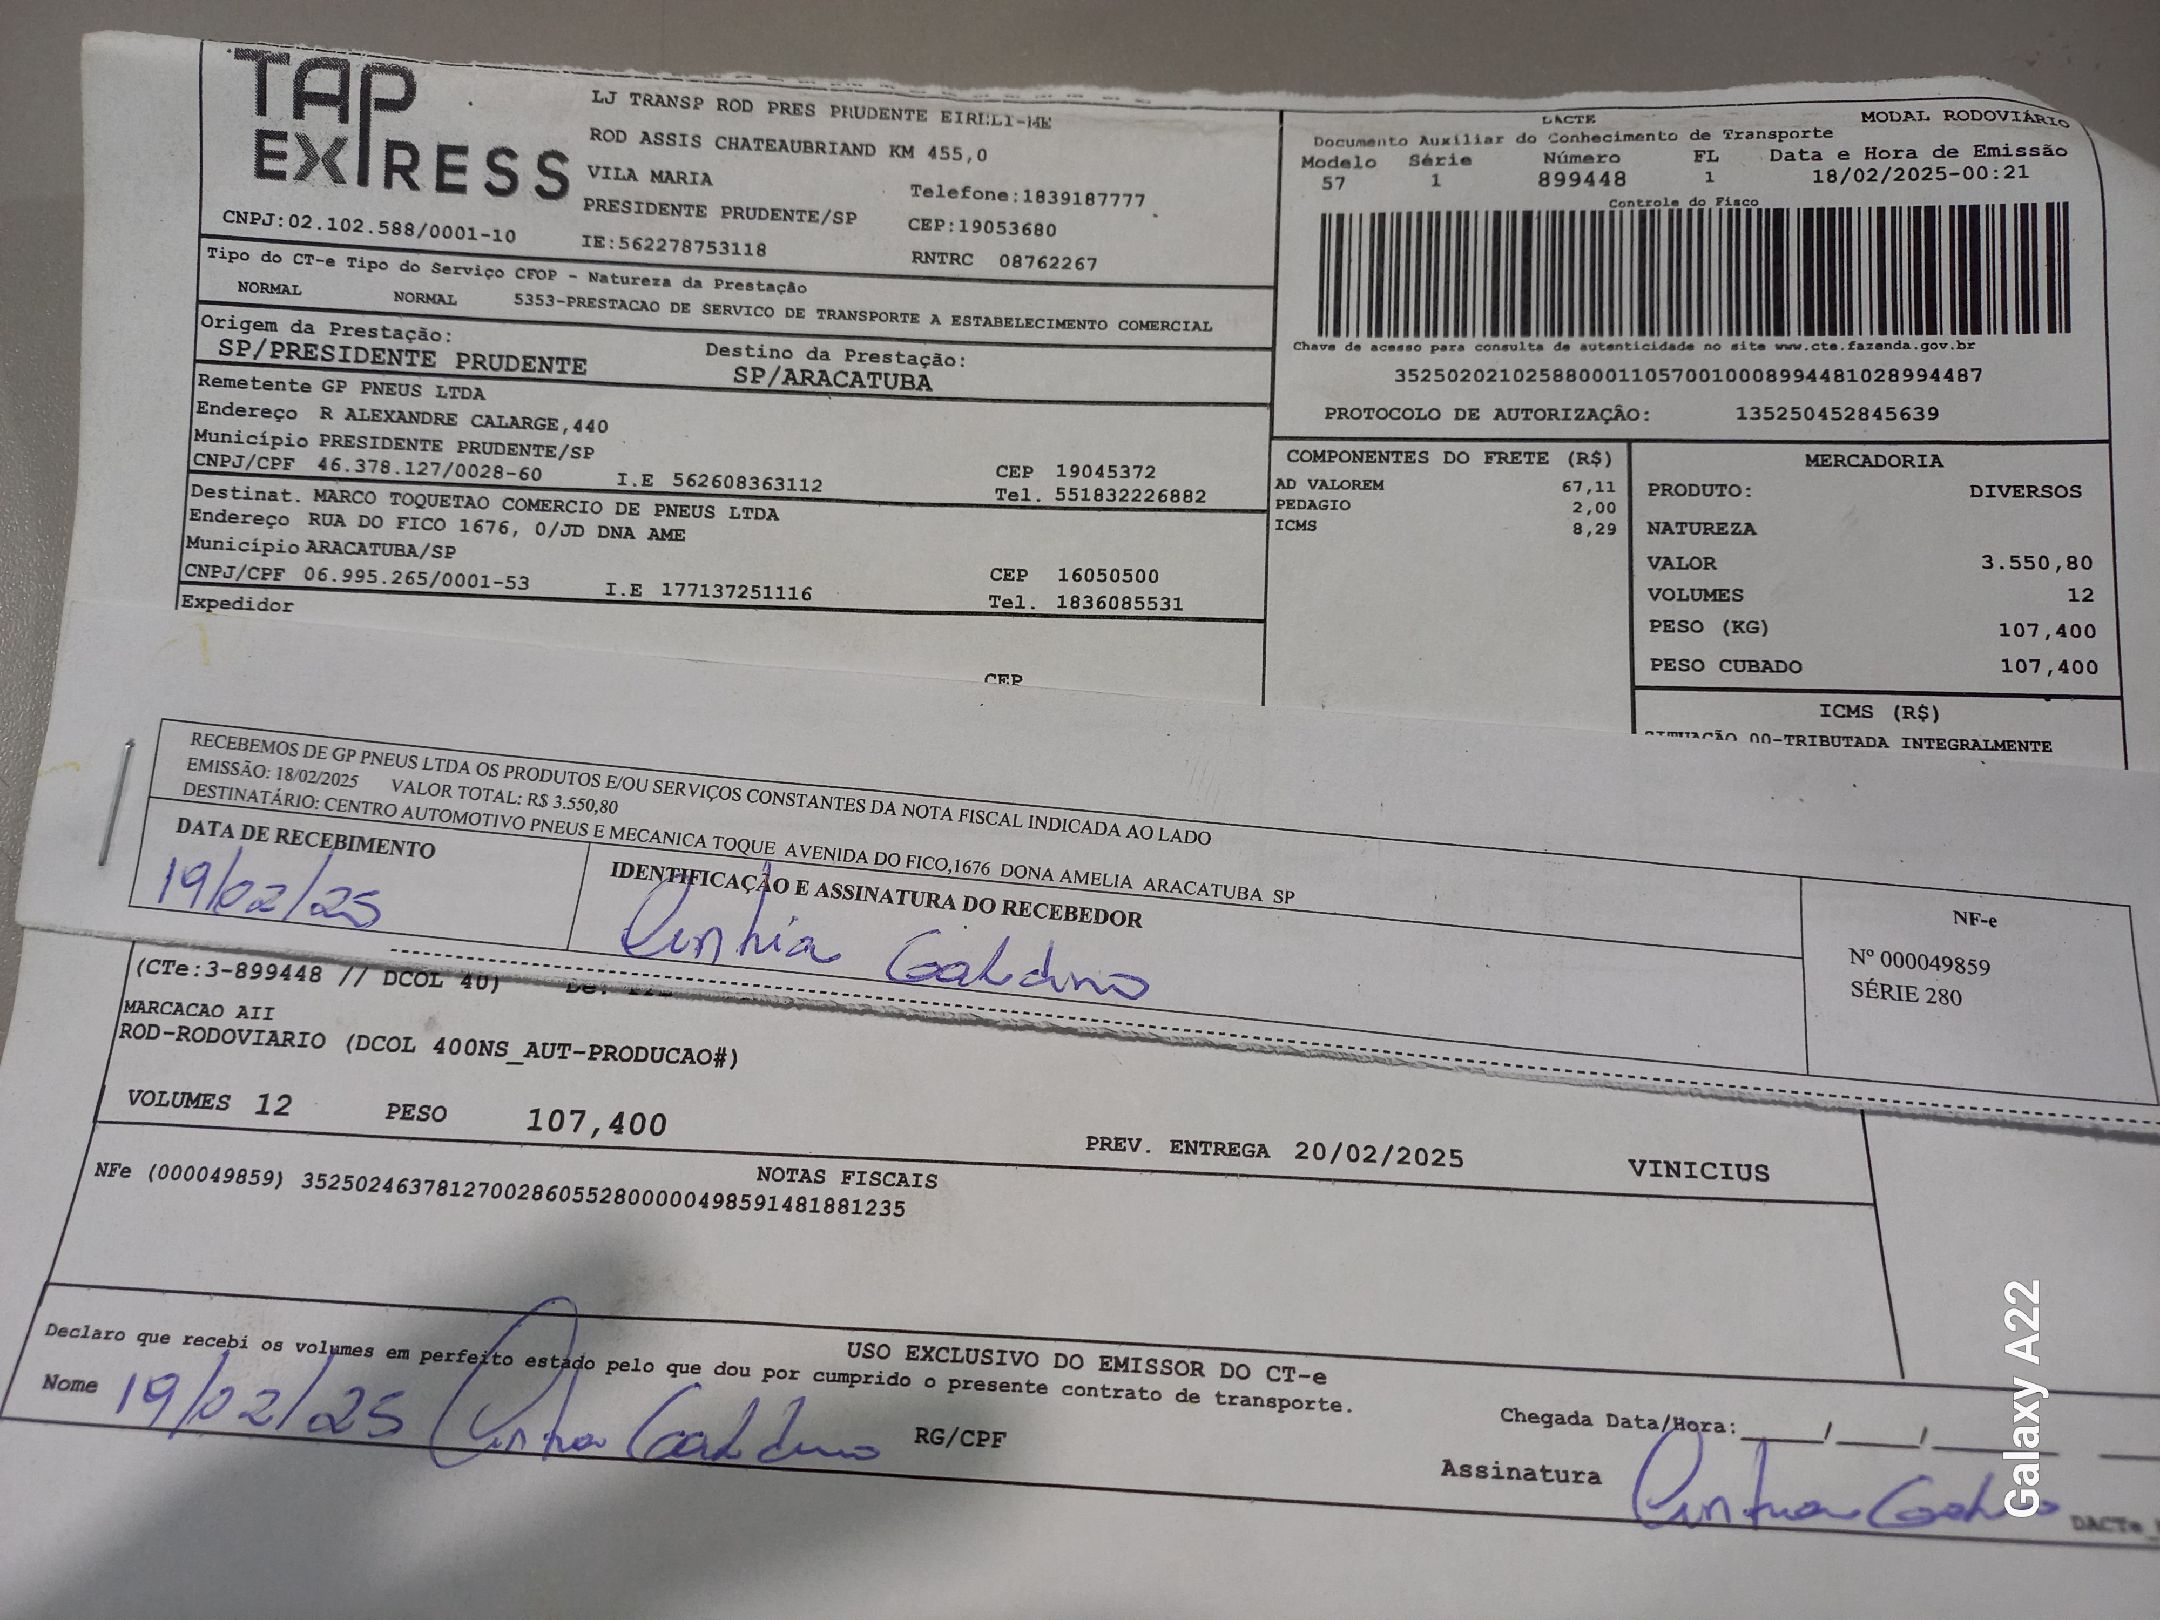 TAP
EXPRESS
LJ TRANSP ROD PRES PRUDENTE EIRELI-ME
ROD ASSIS CHATEAUBRIAND KM 455,0
VILA MARIA
Telefone:1839187777
PRESIDENTE PRUDENTE/SP
CEP:19053680
CNPJ:02.102.588/0001-10
IE:562278753118
RNTRC 08762267
DACTE
MODAL RODOVIÁRIO
Documento Auxiliar do Conhecimento de Transporte
Modelo Série Número FL Data e Hora de Emissão
57 1 899448 1 18/02/2025-00:21
Controle do Fisco
Chave de acesso para consulta de autenticidade no site www.cte.fazenda.gov.br
35250202102588000110570010008994481028994487
PROTOCOLO DE AUTORIZAÇÃO: 135250452845639
Tipo do CT-e Tipo do Serviço CFOP - Natureza da Prestação
NORMAL NORMAL 5353-PRESTACAO DE SERVICO DE TRANSPORTE A ESTABELECIMENTO COMERCIAL
Origem da Prestação:
SP/PRESIDENTE PRUDENTE
Destino da Prestação:
SP/ARACATUBA
Remetente GP PNEUS LTDA
Endereço R ALEXANDRE CALARGE,440
Município PRESIDENTE PRUDENTE/SP
CEP 19045372
CNPJ/CPF 46.378.127/0028-60 I.E 562608363112 Tel. 551832226882
Destinat. MARCO TOQUETAO COMERCIO DE PNEUS LTDA
Endereço RUA DO FICO 1676, 0/JD DNA AME
Município ARACATUBA/SP
CEP 16050500
CNPJ/CPF 06.995.265/0001-53 I.E 177137251116 Tel. 1836085531
Expedidor
CEP
COMPONENTES DO FRETE (R$)
AD VALOREM 67,11
PEDAGIO 2,00
ICMS 8,29
MERCADORIA
PRODUTO: DIVERSOS
NATUREZA
VALOR 3.550,80
VOLUMES 12
PESO (KG) 107,400
PESO CUBADO 107,400
ICMS (R$)
SITUAÇÃO 00-TRIBUTADA INTEGRALMENTE
RECEBEMOS DE GP PNEUS LTDA OS PRODUTOS E/OU SERVIÇOS CONSTANTES DA NOTA FISCAL INDICADA AO LADO
EMISSÃO: 18/02/2025 VALOR TOTAL: R$ 3.550,80
DESTINATÁRIO: CENTRO AUTOMOTIVO PNEUS E MECANICA TOQUE AVENIDA DO FICO,1676 DONA AMELIA ARACATUBA SP
DATA DE RECEBIMENTO
19/02/25
IDENTIFICAÇÃO E ASSINATURA DO RECEBEDOR
Cinthia Galdino
NF-e
Nº 000049859
SÉRIE 280
(CTe:3-899448 // DCOL 40)
MARCACAO AII
ROD-RODOVIARIO (DCOL 400NS_AUT-PRODUCAO#)
VOLUMES 12 PESO 107,400
PREV. ENTREGA 20/02/2025 VINICIUS
NOTAS FISCAIS
NFe (000049859) 35250246378127002860552800000498591481881235
USO EXCLUSIVO DO EMISSOR DO CT-e
Declaro que recebi os volumes em perfeito estado pelo que dou por cumprido o presente contrato de transporte.
Nome 19/02/25 Cinthia Galdino RG/CPF
Chegada Data/Hora:____/____/____
Assinatura Cinthia Galdino
DACTe
Galaxy A22